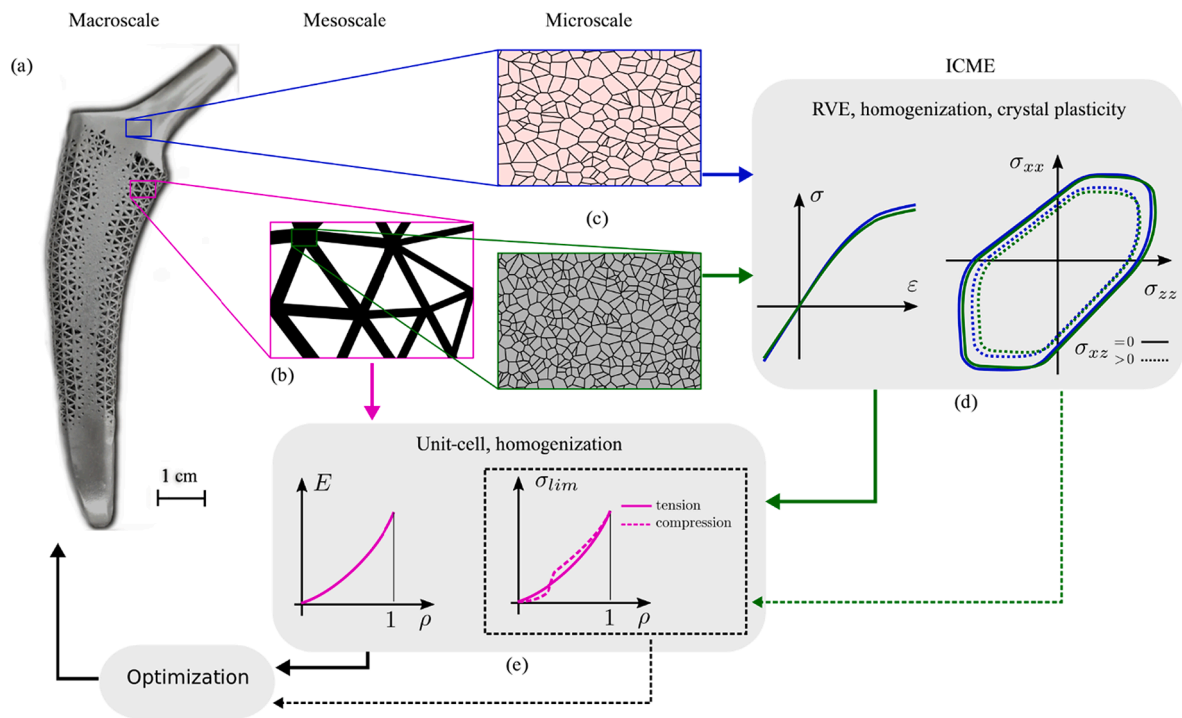 Macroscale
Mesoscale
Microscale
(a)
ICME
RVE, homogenization, crystal plasticity
σ
ε
σxx
σzz
σxz =0
>0
(c)
(b)
(d)
Unit-cell, homogenization
E
1
ρ
σlim
tension
compression
1
ρ
1 cm
(e)
Optimization